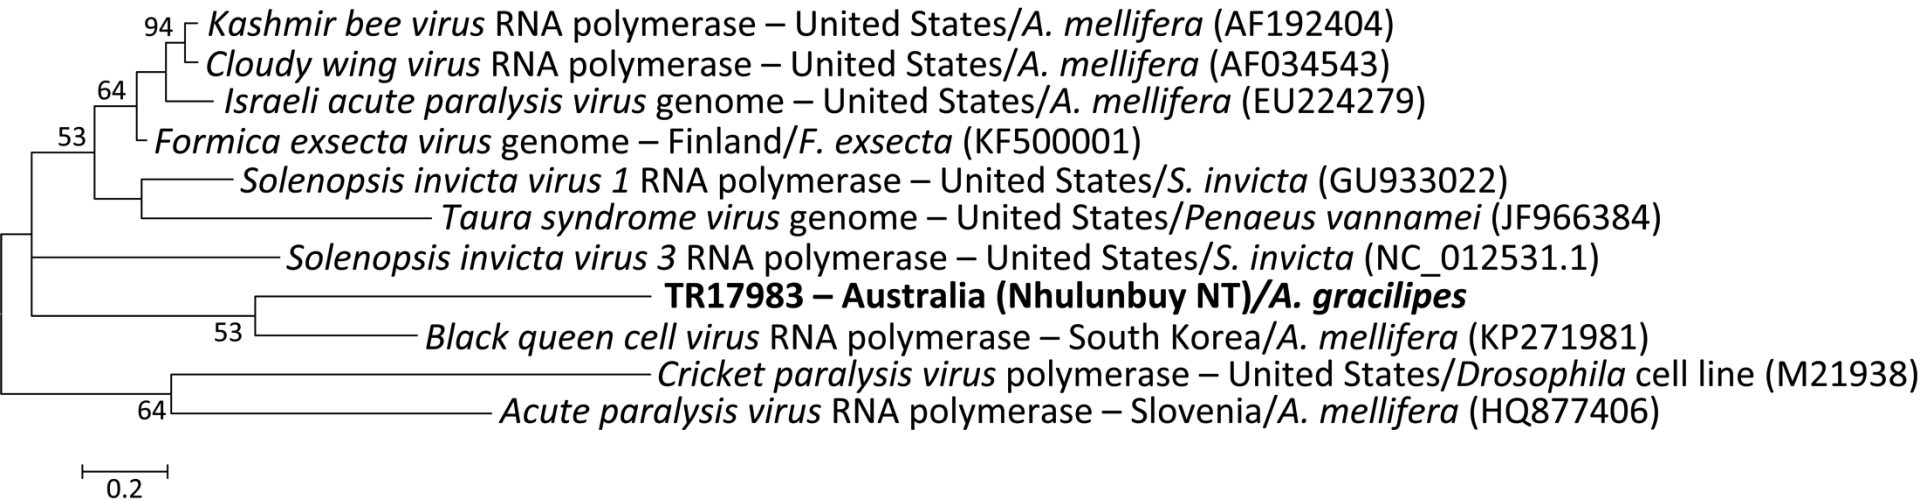 94 Kashmir bee virus RNA polymerase – United States/A. mellifera (AF192404)
Cloudy wing virus RNA polymerase – United States/A. mellifera (AF034543)
64 Israeli acute paralysis virus genome – United States/A. mellifera (EU224279)
53 Formica exsecta virus genome – Finland/F. exsecta (KF500001)
Solenopsis invicta virus 1 RNA polymerase – United States/S. invicta (GU933022)
Taura syndrome virus genome – United States/Penaeus vannamei (JF966384)
Solenopsis invicta virus 3 RNA polymerase – United States/S. invicta (NC_012531.1)
TR17983 – Australia (Nhulunbuy NT)/A. gracilipes
53 Black queen cell virus RNA polymerase – South Korea/A. mellifera (KP271981)
Cricket paralysis virus polymerase – United States/Drosophila cell line (M21938)
64 Acute paralysis virus RNA polymerase – Slovenia/A. mellifera (HQ877406)
0.2